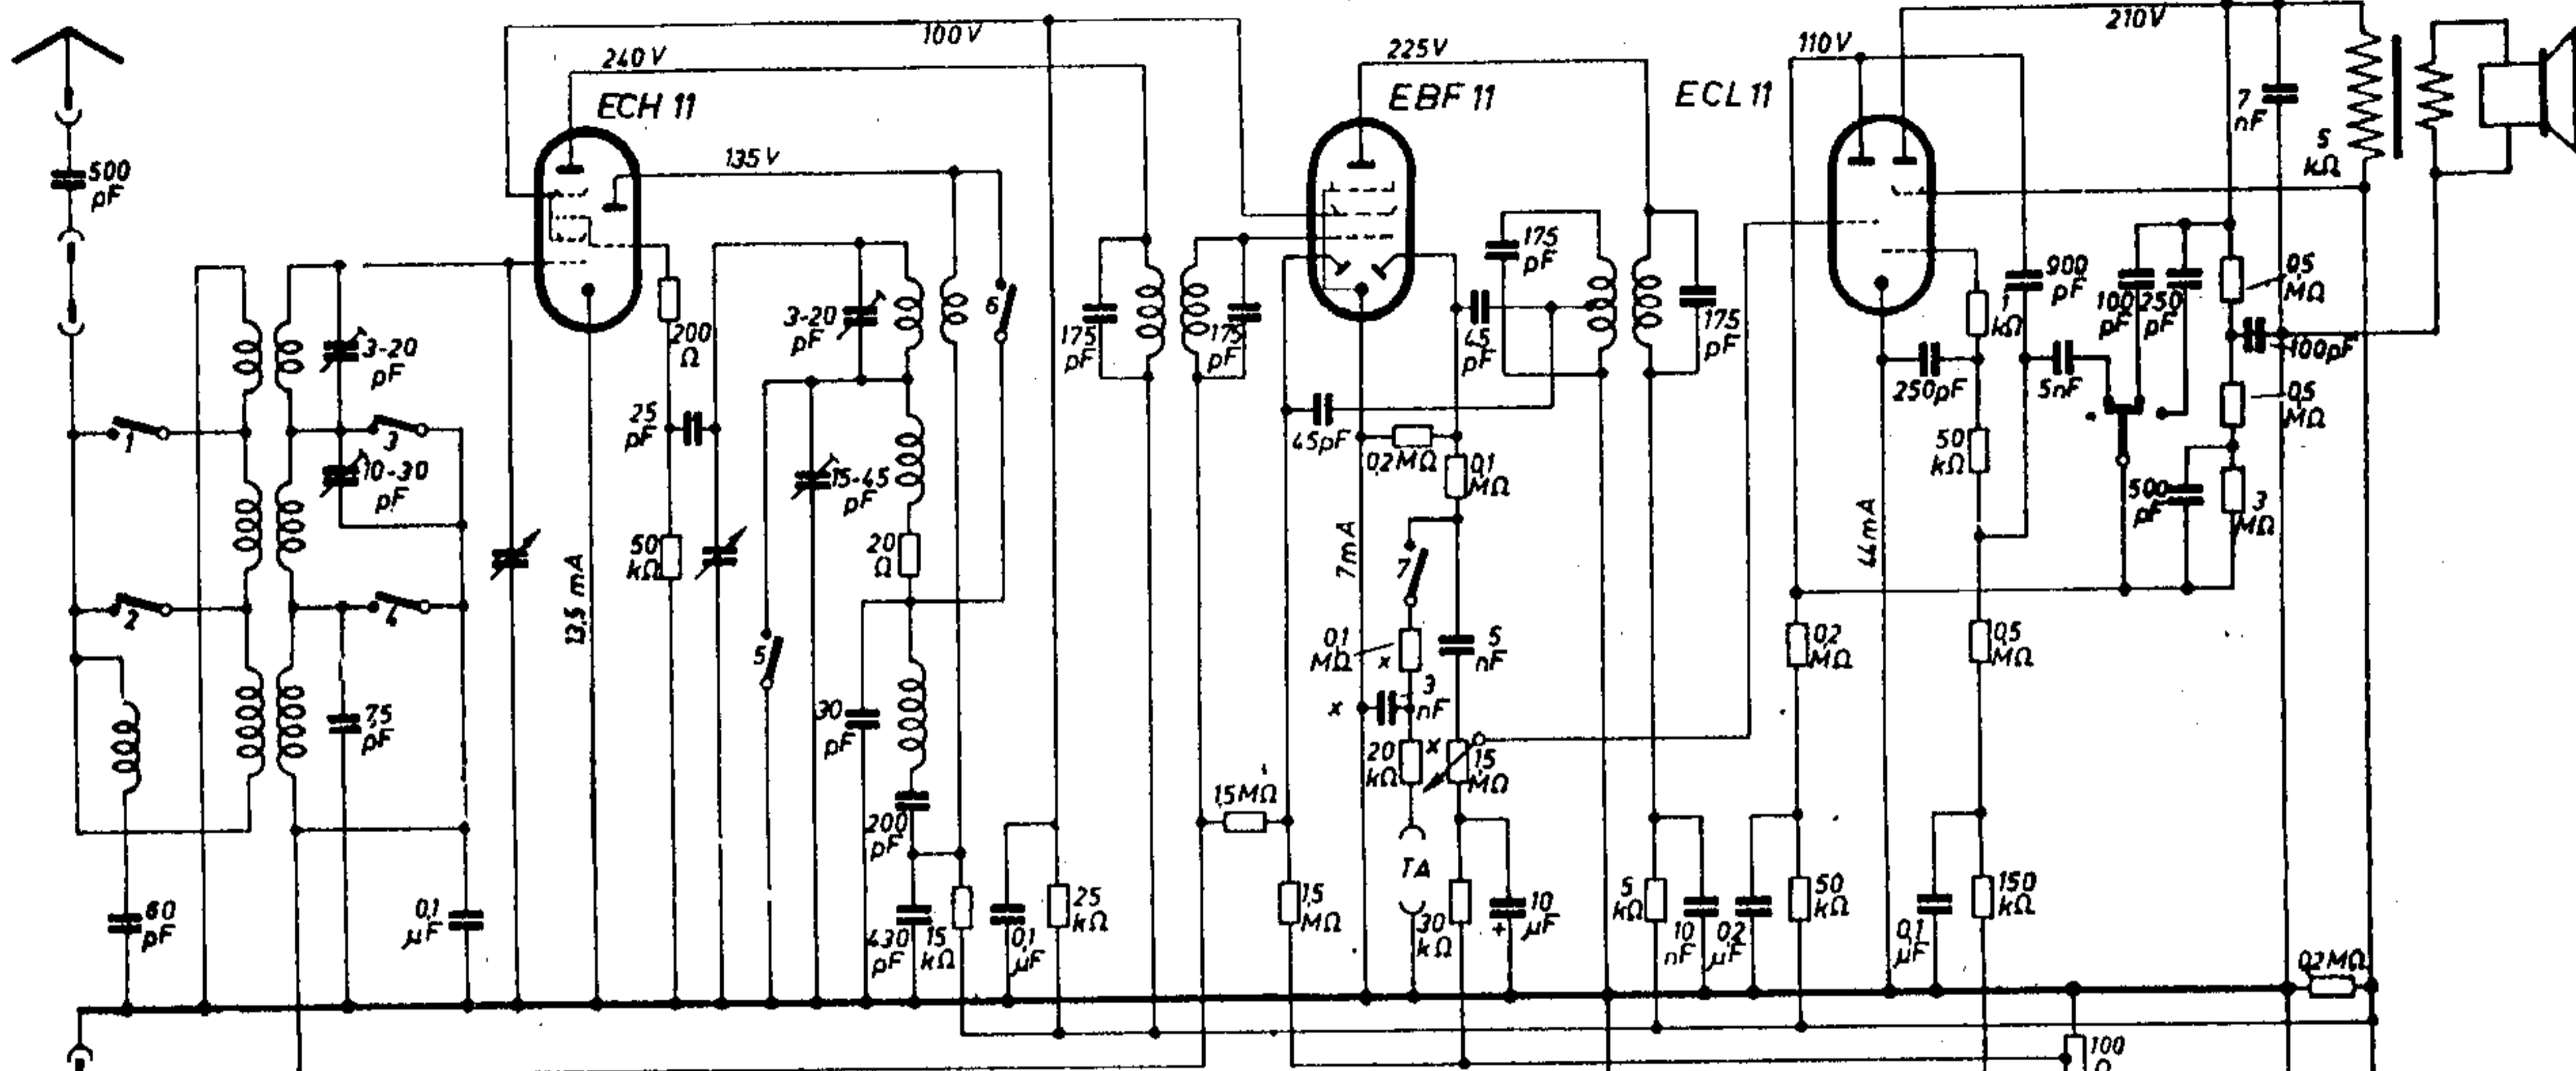 100V
210V
240V
225V
110V
ECH 11
EBF 11
ECL 11
7
nF
5
kΩ
135V
500
pF
175
pF
6
900
pF
0,5
MΩ
3-20
pF
200
Ω
3-20
pF
175
pF
175
pF
45
pF
175
pF
1
kΩ
100
pF
250
pF
100pF
250pF
5nF
0,5
MΩ
1
3
25
pF
45pF
0,2MΩ
0,1
MΩ
50
kΩ
10-30
pF
15-45
pF
500
pF
3
MΩ
50
kΩ
20
Ω
13,5 mA
7mA
7
44mA
2
4
5
0,1
MΩ
x
5
nF
0,2
MΩ
0,5
MΩ
75
pF
30
pF
x
3
nF
20
kΩ
x
1,5
MΩ
1,5MΩ
200
pF
TA
60
pF
0,1
µF
430
pF
15
kΩ
0,1
µF
25
kΩ
1,5
MΩ
30
kΩ
+
10
µF
5
kΩ
10
nF
0,2
µF
50
kΩ
0,1
µF
150
kΩ
0,2MΩ
100
Ω